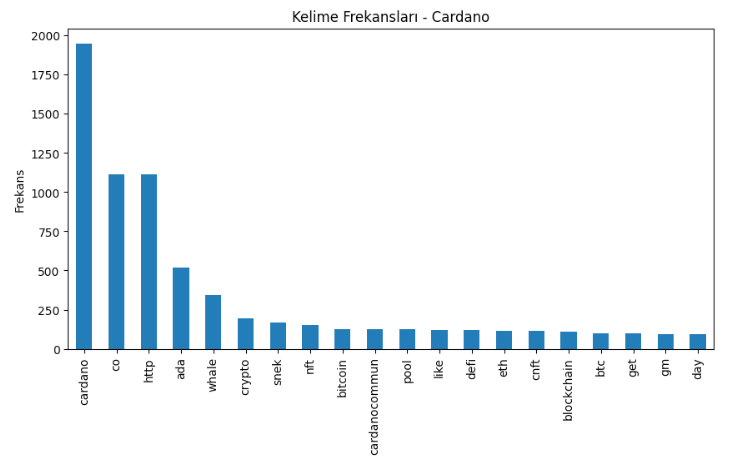 Kelime Frekansları - Cardano
Frekans
2000
1750
1500
1250
1000
750
500
250
0
cardano
co
http
ada
whale
crypto
snek
nft
bitcoin
cardanocommun
pool
like
defi
eth
cnft
blockchain
btc
get
gm
day